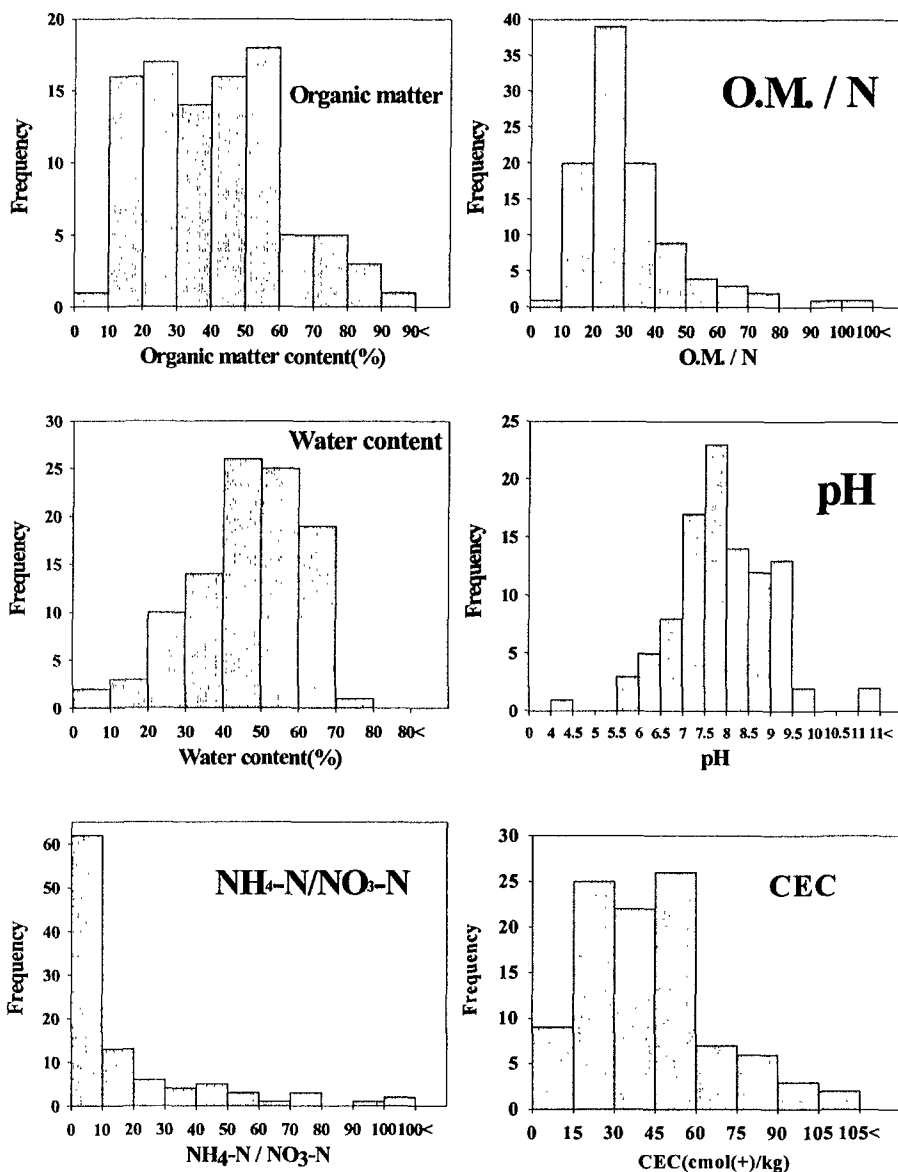 20
15
10
5
0
Frequency
Organic matter
0 10 20 30 40 50 60 70 80 90 90<
Organic matter content(%)
40
35
30
25
20
15
10
5
0
Frequency
O.M. / N
0 10 20 30 40 50 60 70 80 90 100 100<
O.M. / N
30
25
20
15
10
5
0
Frequency
Water content
0 10 20 30 40 50 60 70 80 80<
Water content(%)
25
20
15
10
5
0
Frequency
pH
0 4 4.5 5 5.5 6 6.5 7 7.5 8 8.5 9 9.5 10 10.5 11 11<
pH
60
50
40
30
20
10
0
Frequency
NH₄-N/NO₃-N
0 10 20 30 40 50 60 70 80 90 100 100<
NH₄-N / NO₃-N
30
25
20
15
10
5
0
Frequency
CEC
0 15 30 45 60 75 90 105 105<
CEC(cmol(+)/kg)